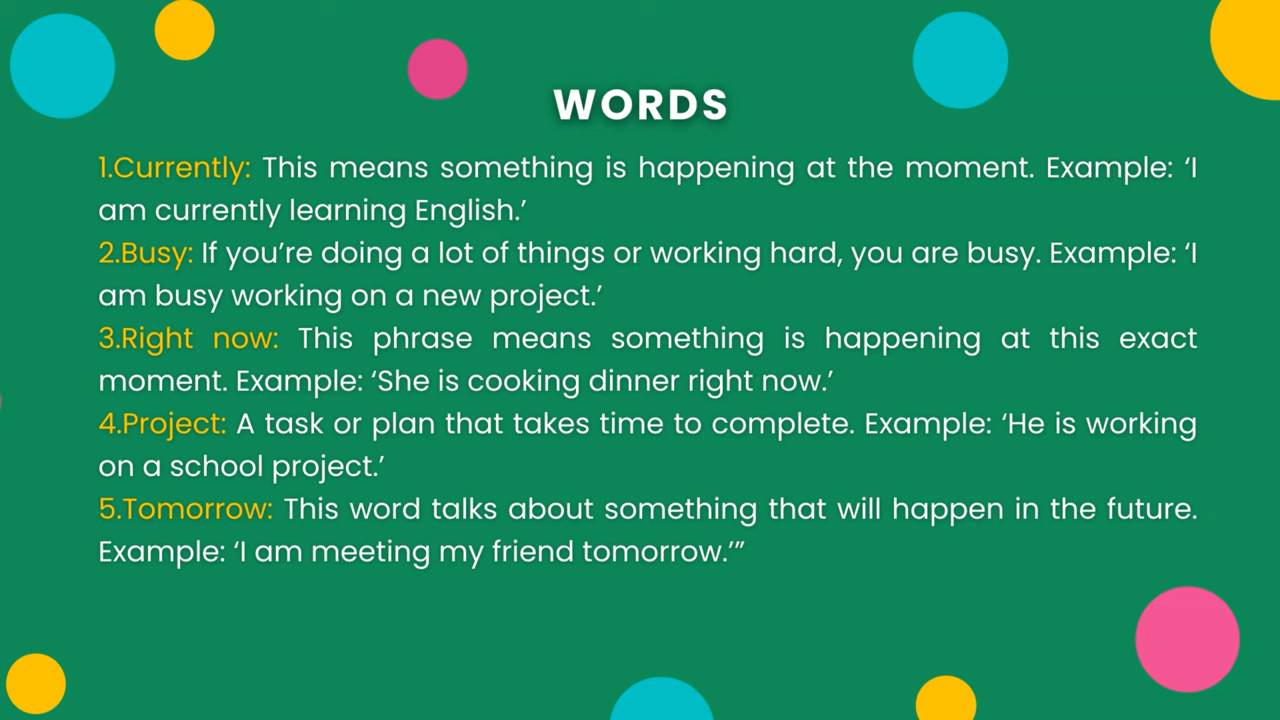 WORDS
1.Currently: This means something is happening at the moment. Example: ‘I
am currently learning English.’
2.Busy: If you’re doing a lot of things or working hard, you are busy. Example: ‘I
am busy working on a new project.’
3.Right now: This phrase means something is happening at this exact
moment. Example: ‘She is cooking dinner right now.’
4.Project: A task or plan that takes time to complete. Example: ‘He is working
on a school project.’
5.Tomorrow: This word talks about something that will happen in the future.
Example: ‘I am meeting my friend tomorrow.’”